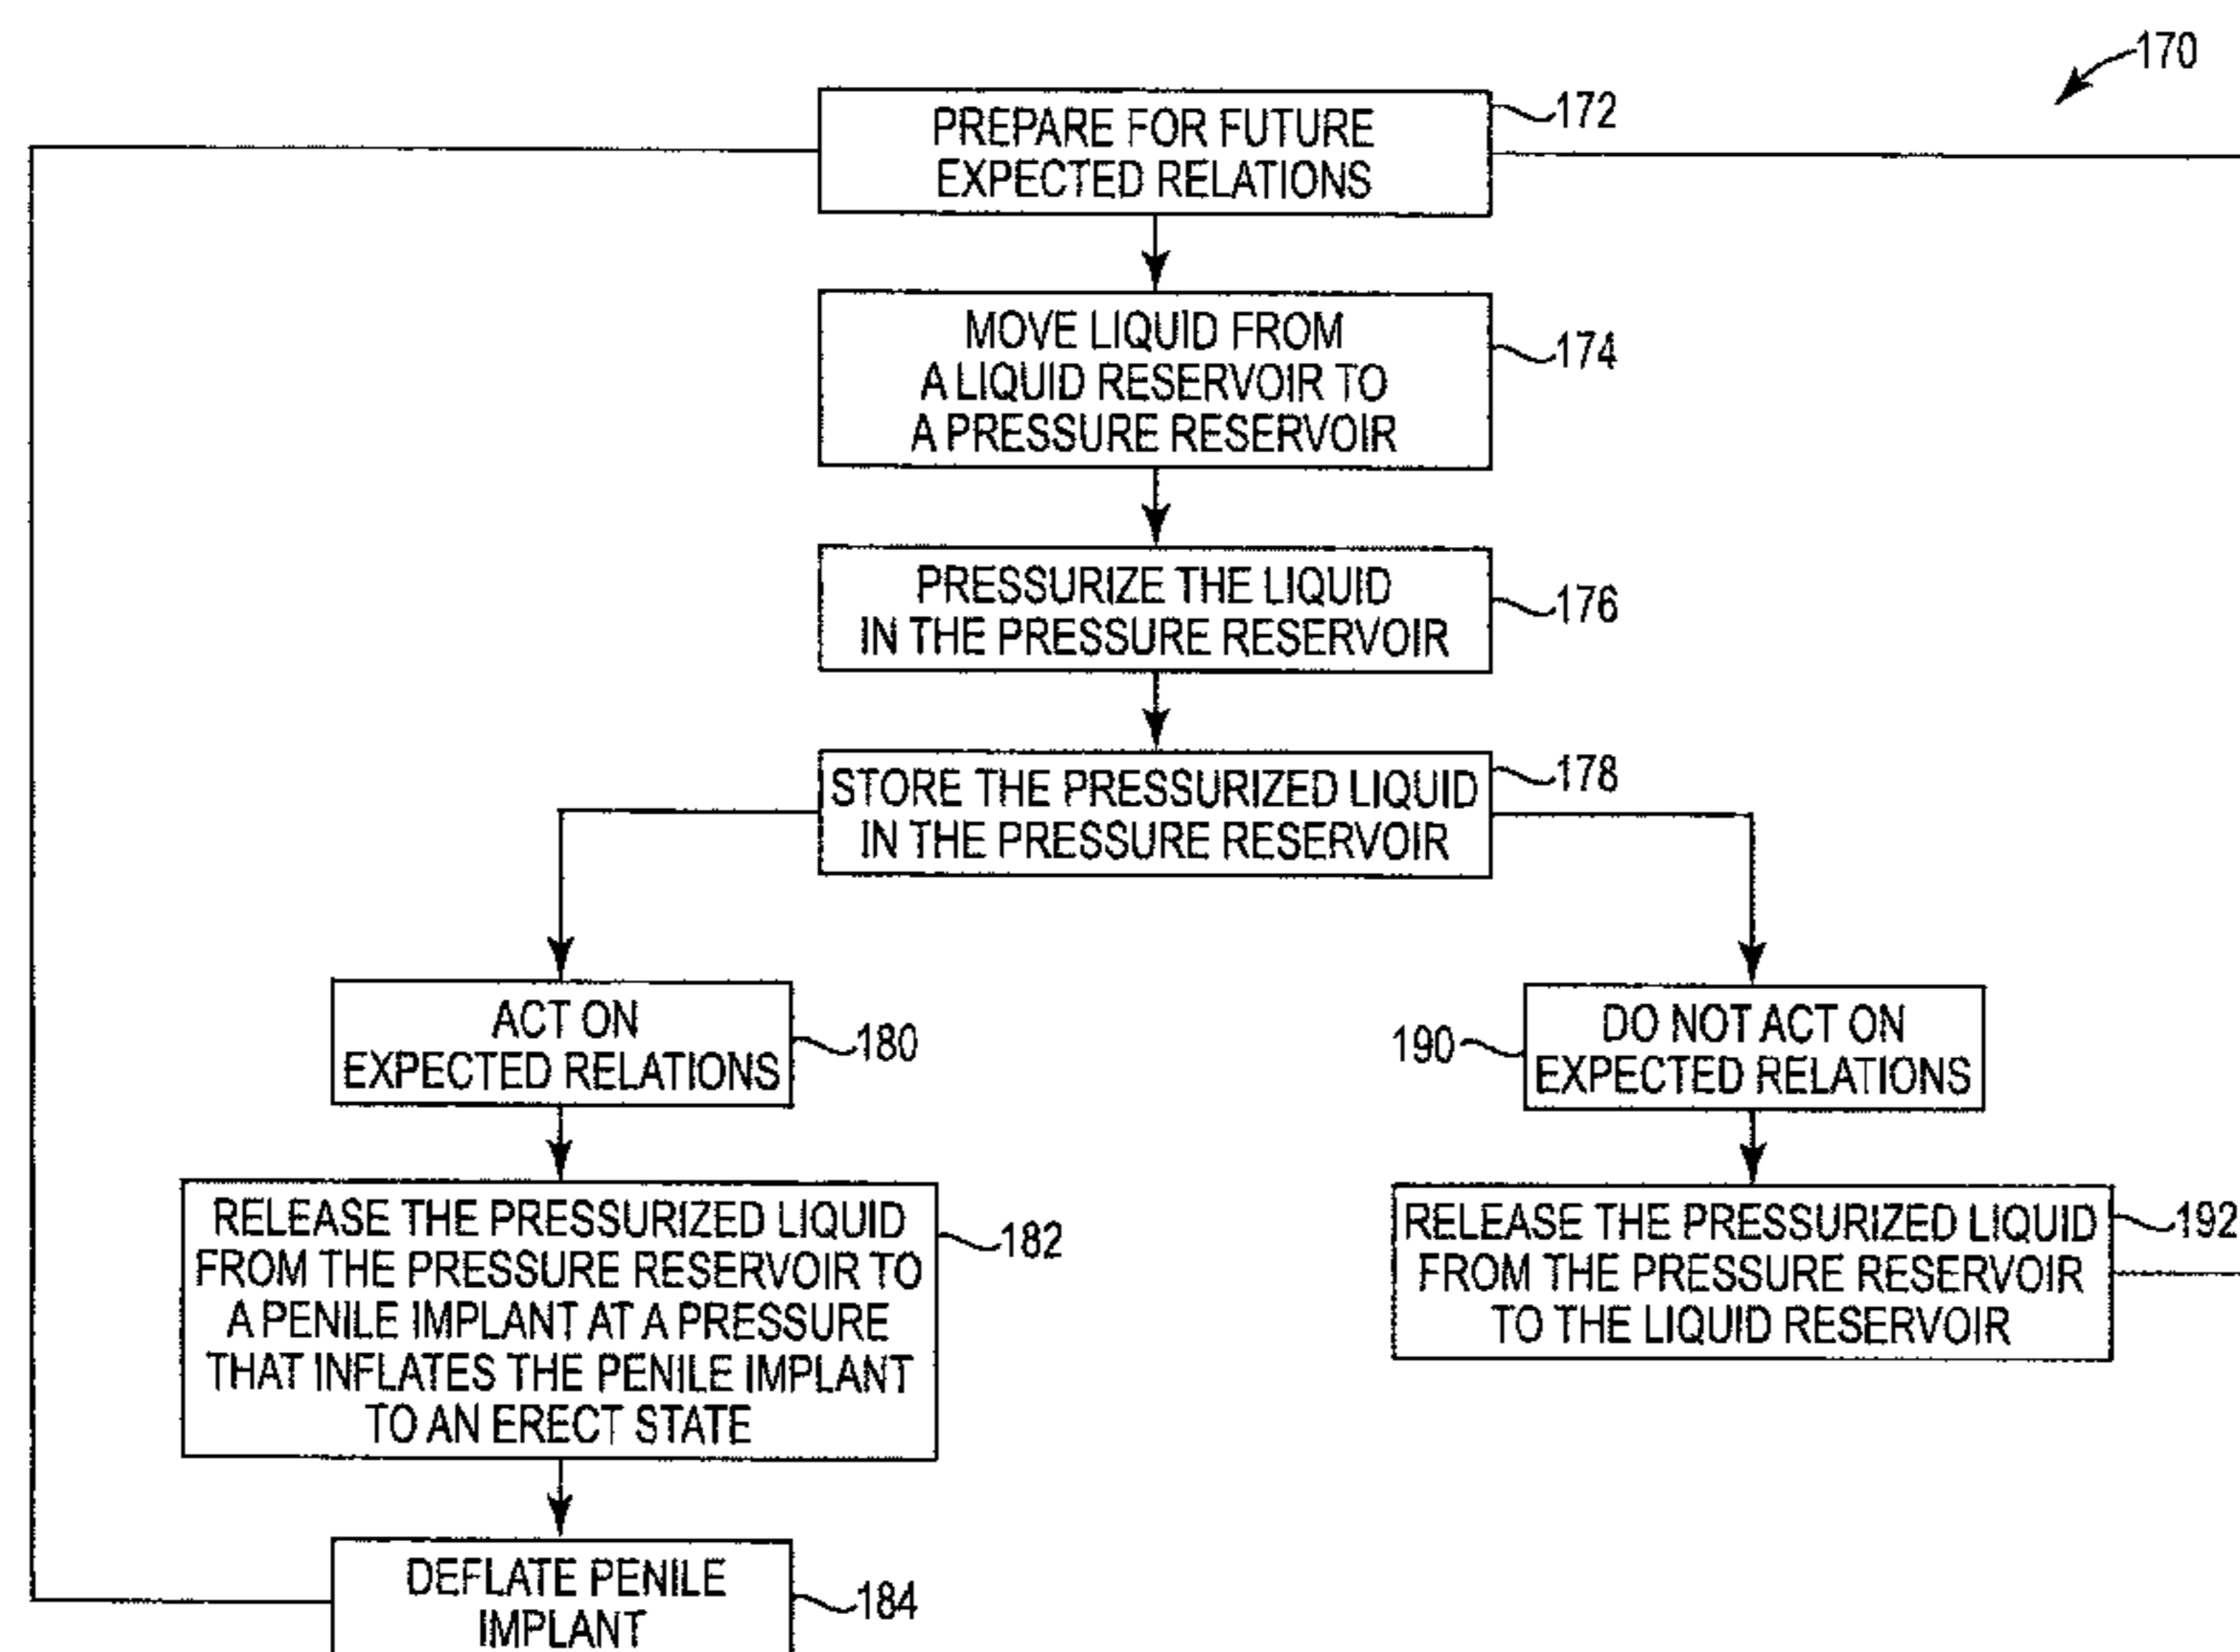 170
PREPARE FOR FUTURE
EXPECTED RELATIONS
172
MOVE LIQUID FROM
A LIQUID RESERVOIR TO
A PRESSURE RESERVOIR
174
PRESSURIZE THE LIQUID
IN THE PRESSURE RESERVOIR
176
STORE THE PRESSURIZED LIQUID
IN THE PRESSURE RESERVOIR
178
ACT ON
EXPECTED RELATIONS
180
190
DO NOT ACT ON
EXPECTED RELATIONS
RELEASE THE PRESSURIZED LIQUID
FROM THE PRESSURE RESERVOIR TO
A PENILE IMPLANT AT A PRESSURE
THAT INFLATES THE PENILE IMPLANT
TO AN ERECT STATE
182
RELEASE THE PRESSURIZED LIQUID
FROM THE PRESSURE RESERVOIR
TO THE LIQUID RESERVOIR
192
DEFLATE PENILE
IMPLANT
184